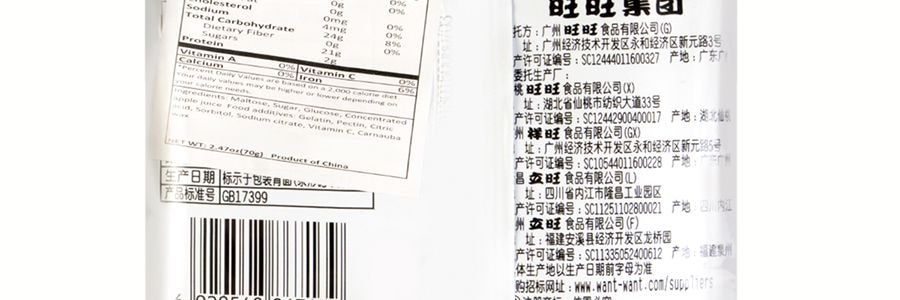 0g 0%
Cholesterol 0g
Sodium 0mg 0%
Total Carbohydrate 4mg 0%
Dietary Fiber 24g 8%
Sugars 0g 0%
Protein 21g
2g
Vitamin A 0% Vitamin C 0%
Calcium 0% Iron 6%
*Percent Daily Values are based on a 2,000 calorie diet
your daily values may be higher or lower depending on
your calorie needs.
Ingredients: Maltose, Sugar, Glucose, Concentrated
apple juice. Food additives: Gelatin, Pectin, Citric
acid, Sorbitol, Sodium citrate, Vitamin C, Carnauba
wax
NET WT: 2.47oz(70g) Product of China
生产日期 标示于包装背面
产品标准号 GB17399
旺旺集团
托方：广州旺旺食品有限公司(G)
址：广州经济技术开发区永和经济区新元路3号
产许可证编号：SC12444011600327 产地：广东广
委托生产厂：
桃旺旺食品有限公司(X)
址：湖北省仙桃市纺织大道33号
产许可证编号：SC12442900400017 产地：湖北仙桃
州祥旺食品有限公司(GX)
址：广州经济技术开发区永和经济区新元路5号
产许可证编号：SC10544011600228 产地：广东广州
昌 旺食品有限公司(L)
址：四川省内江市隆昌工业园区
产许可证编号：SC11251102800021 产地：四川内江
州 旺食品有限公司(F)
址：福建安溪县经济开发区龙桥园
产许可证编号：SC11335052400612 产地：福建泉州
体生产地以生产日期前字母为准
购招标网址：www.want-want.com/suppliers